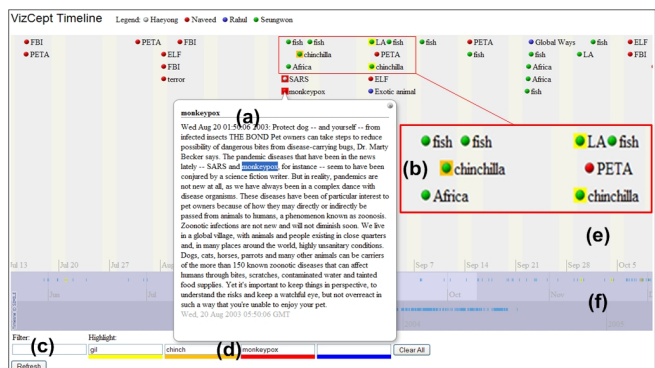 VizCept Timeline Legend: Haeyong Naveed Rahul Seungwon
FBI PETA FBI fish fish LA fish fish PETA Global Ways fish ELF
PETA ELF chinchilla PETA fish fish LA FBI
FBI Africa chinchilla ELF Africa
terror SARS ELF Africa
monkeypox Exotic animal fish
(a)
monkeypox
Wed Aug 20 01:50:06 2003: Protect dog -- and yourself -- from
infected insects THE BOND Pet owners can take steps to reduce
possibility of dangerous bites from disease-carrying bugs, Dr. Marty
Becker says. The pandemic diseases that have been in the news
lately -- SARS and monkeypox, for instance -- seem to have been
conjured by a science fiction writer. But in reality, pandemics are
not new at all, as we have always been in a complex dance with
disease organisms. These diseases have been of particular interest to
pet owners because of how they may directly or indirectly be
passed from animals to humans, a phenomenon known as zoonosis.
Zoonotic infections are not new and will not diminish soon. We live
in a global village, with animals and people existing in close quarters
and, in many places around the world, highly unsanitary conditions.
Dogs, cats, horses, parrots and many other animals can be carriers
of the more than 150 known zoonotic diseases that can affect
humans through bites, scratches, contaminated water and tainted
food supplies. Yet it's important to keep things in perspective, to
understand the risks and keep a watchful eye, but not overreact in
such a way that you're unable to enjoy your pet.
Wed, 20 Aug 2003 05:50:06 GMT
fish fish LA fish
(b) chinchilla PETA
Africa chinchilla
(e)
Jul 13 Jul 20 Jul 27 Aug Sep 7 Sep 14 Sep 21 Sep 28 Oct 5
(f)
Jun Jul Oct Nov
Filter: Highlight:
(c) gil chinch (d) monkeypox Clear All
Refresh